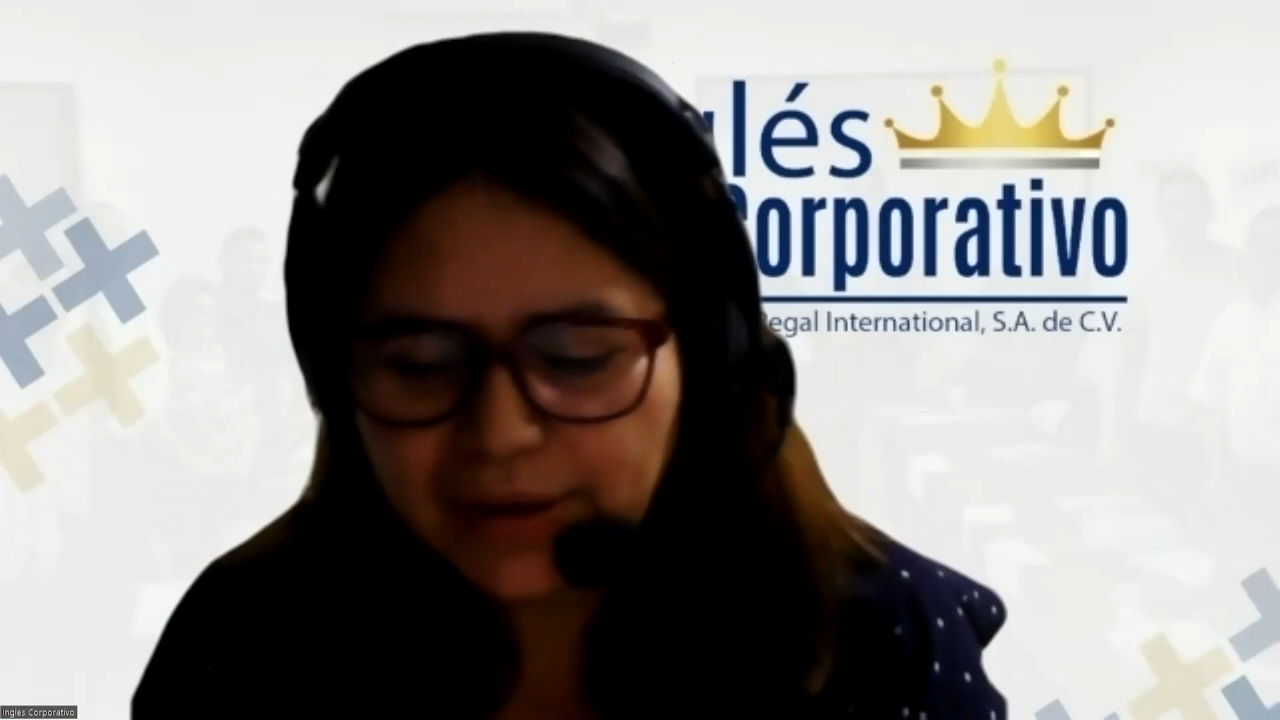 lés
orporativo
egal International, S.A. de C.V.
Ingles Corporativo